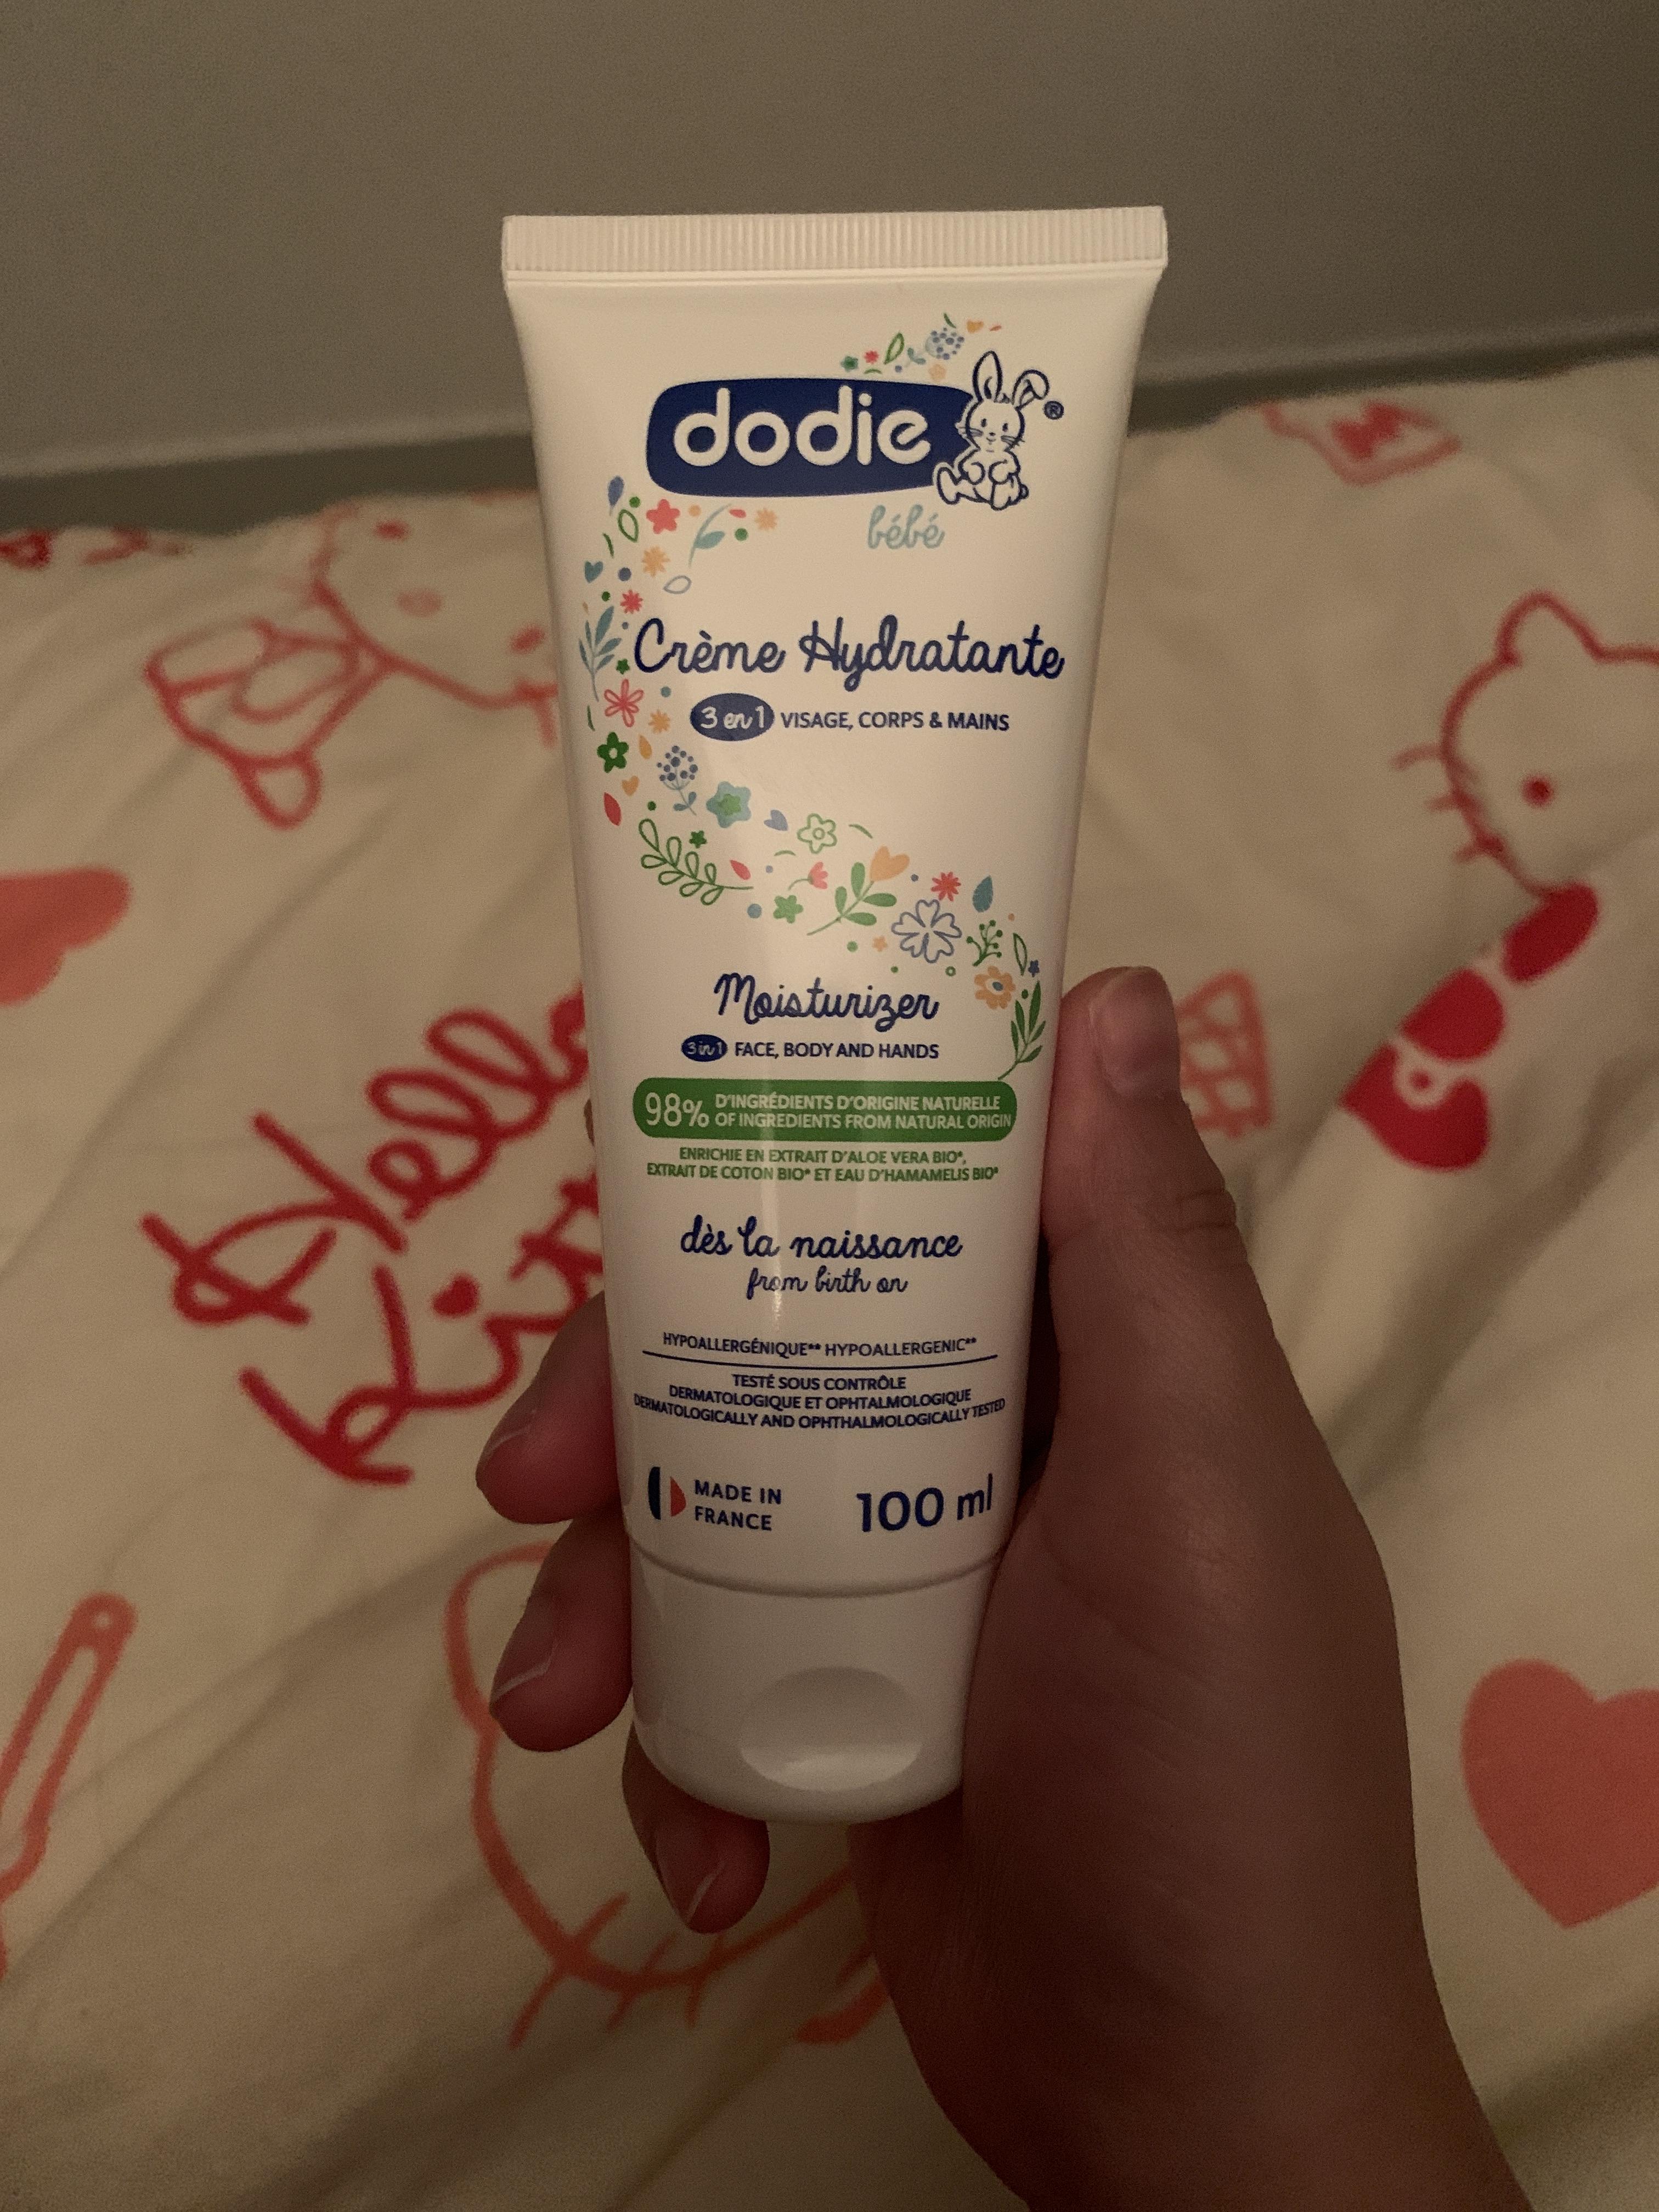 dodie®
bébé
Crème Hydratante
3 en 1 VISAGE, CORPS & MAINS
Moisturizer
3 in 1 FACE, BODY AND HANDS
98% D'INGRÉDIENTS D'ORIGINE NATURELLE
OF INGREDIENTS FROM NATURAL ORIGIN
ENRICHIE EN EXTRAIT D'ALOE VERA BIO*,
EXTRAIT DE COTON BIO* ET EAU D'HAMAMELIS BIO*
dès la naissance
from birth on
HYPOALLERGÉNIQUE** HYPOALLERGENIC**
TESTÉ SOUS CONTRÔLE
DERMATOLOGIQUE ET OPHTALMOLOGIQUE
DERMATOLOGICALLY AND OPHTHALMOLOGICALLY TESTED
MADE IN
FRANCE
100 ml
Hello